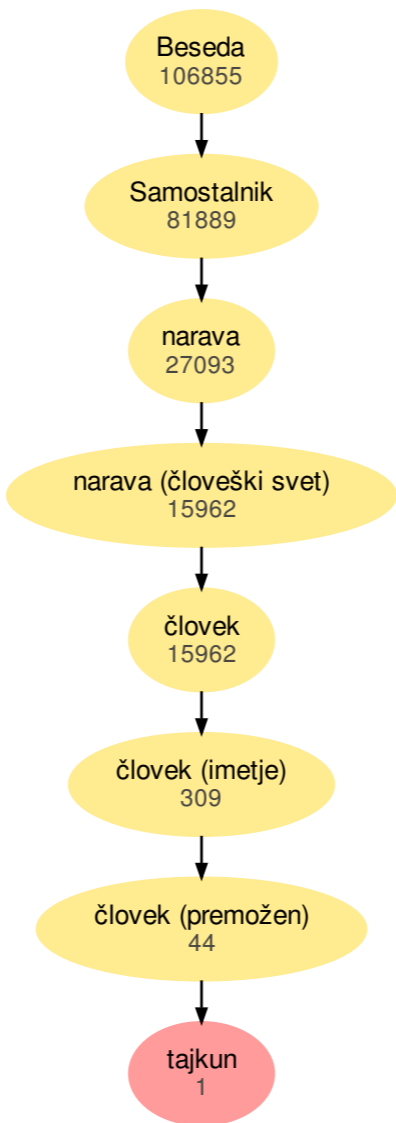 Beseda
106855
Samostalnik
81889
narava
27093
narava (človeški svet)
15962
človek
15962
človek (imetje)
309
človek (premožen)
44
tajkun
1